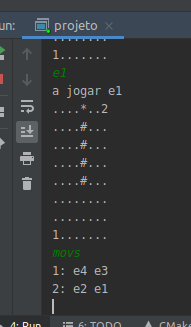 un:
projeto ×
........
1.......
e1
a jogar e1
....*..2
....#...
....#...
....#...
....#...
........
........
1.......
movs
1: e4 e3
2: e2 e1
4: Run
6: TODO
CMake